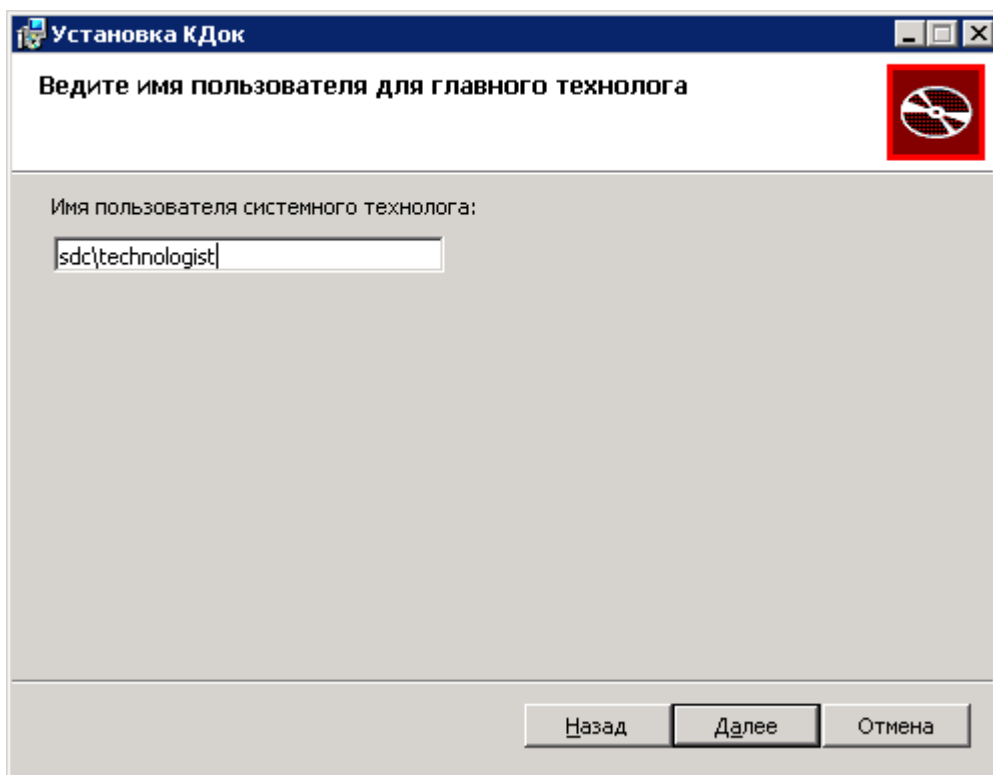 Установка КДок
Ведите имя пользователя для главного технолога
Имя пользователя системного технолога:
sdc\technologist
Назад Далее Отмена